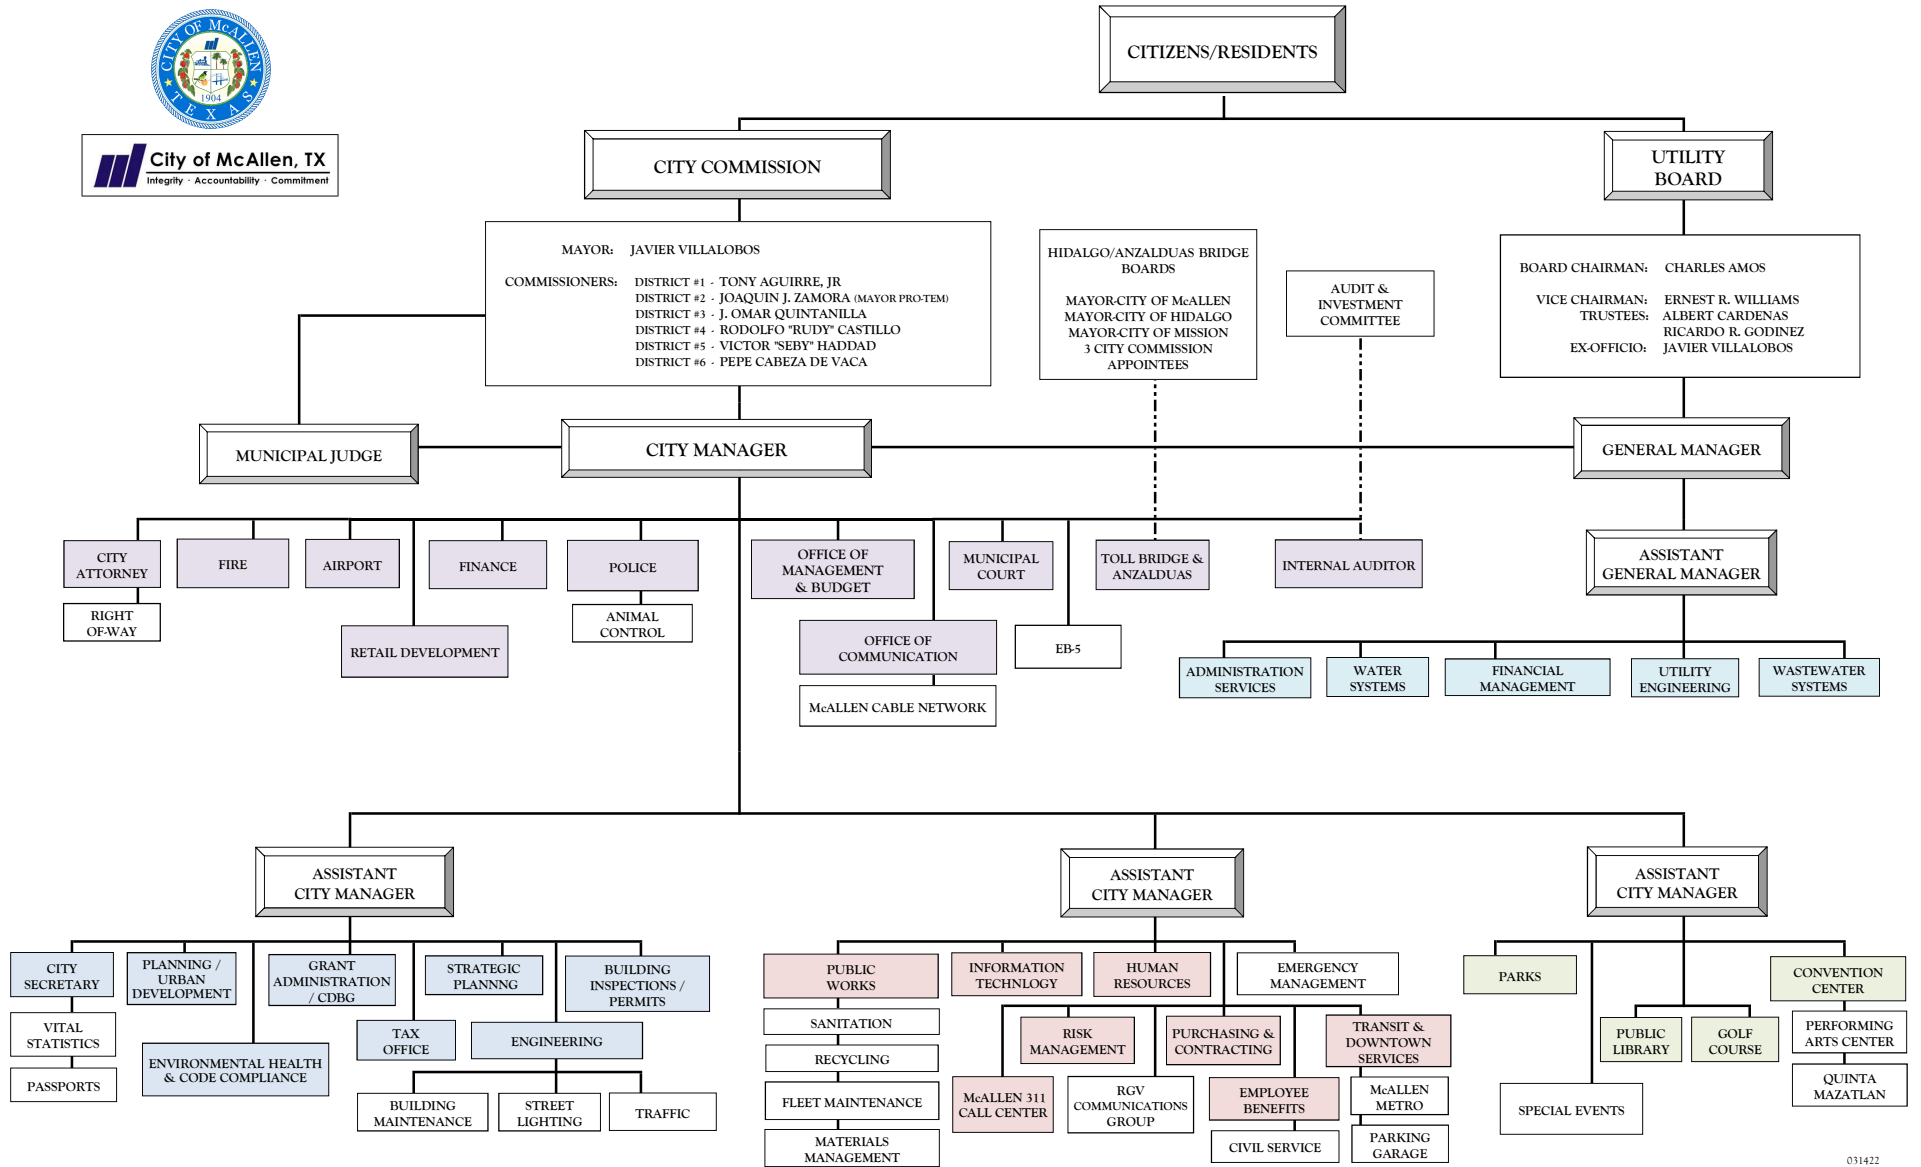 CITY OF McALLEN
1904
TEXAS
City of McAllen, TX
Integrity · Accountability · Commitment
CITIZENS/RESIDENTS
CITY COMMISSION
UTILITY
BOARD
MAYOR: JAVIER VILLALOBOS
COMMISSIONERS: DISTRICT #1 - TONY AGUIRRE, JR
DISTRICT #2 - JOAQUIN J. ZAMORA (MAYOR PRO-TEM)
DISTRICT #3 - J. OMAR QUINTANILLA
DISTRICT #4 - RODOLFO "RUDY" CASTILLO
DISTRICT #5 - VICTOR "SEBY" HADDAD
DISTRICT #6 - PEPE CABEZA DE VACA
HIDALGO/ANZALDUAS BRIDGE
BOARDS
MAYOR-CITY OF McALLEN
MAYOR-CITY OF HIDALGO
MAYOR-CITY OF MISSION
3 CITY COMMISSION
APPOINTEES
AUDIT &
INVESTMENT
COMMITTEE
BOARD CHAIRMAN: CHARLES AMOS
VICE CHAIRMAN: ERNEST R. WILLIAMS
TRUSTEES: ALBERT CARDENAS
RICARDO R. GODINEZ
EX-OFFICIO: JAVIER VILLALOBOS
MUNICIPAL JUDGE
CITY MANAGER
GENERAL MANAGER
CITY
ATTORNEY
FIRE
AIRPORT
FINANCE
POLICE
OFFICE OF
MANAGEMENT
& BUDGET
MUNICIPAL
COURT
TOLL BRIDGE &
ANZALDUAS
INTERNAL AUDITOR
ASSISTANT
GENERAL MANAGER
RIGHT
OF-WAY
RETAIL DEVELOPMENT
ANIMAL
CONTROL
OFFICE OF
COMMUNICATION
EB-5
McALLEN CABLE NETWORK
ADMINISTRATION
SERVICES
WATER
SYSTEMS
FINANCIAL
MANAGEMENT
UTILITY
ENGINEERING
WASTEWATER
SYSTEMS
ASSISTANT
CITY MANAGER
ASSISTANT
CITY MANAGER
ASSISTANT
CITY MANAGER
CITY
SECRETARY
PLANNING /
URBAN
DEVELOPMENT
GRANT
ADMINISTRATION
/ CDBG
STRATEGIC
PLANNNG
BUILDING
INSPECTIONS /
PERMITS
VITAL
STATISTICS
PASSPORTS
ENVIRONMENTAL HEALTH
& CODE COMPLIANCE
TAX
OFFICE
ENGINEERING
BUILDING
MAINTENANCE
STREET
LIGHTING
TRAFFIC
PUBLIC
WORKS
SANITATION
RECYCLING
FLEET MAINTENANCE
MATERIALS
MANAGEMENT
INFORMATION
TECHNLOGY
HUMAN
RESOURCES
EMERGENCY
MANAGEMENT
RISK
MANAGEMENT
PURCHASING &
CONTRACTING
TRANSIT &
DOWNTOWN
SERVICES
McALLEN 311
CALL CENTER
RGV
COMMUNICATIONS
GROUP
EMPLOYEE
BENEFITS
CIVIL SERVICE
McALLEN
METRO
PARKING
GARAGE
PARKS
PUBLIC
LIBRARY
GOLF
COURSE
CONVENTION
CENTER
PERFORMING
ARTS CENTER
QUINTA
MAZATLAN
SPECIAL EVENTS
031422